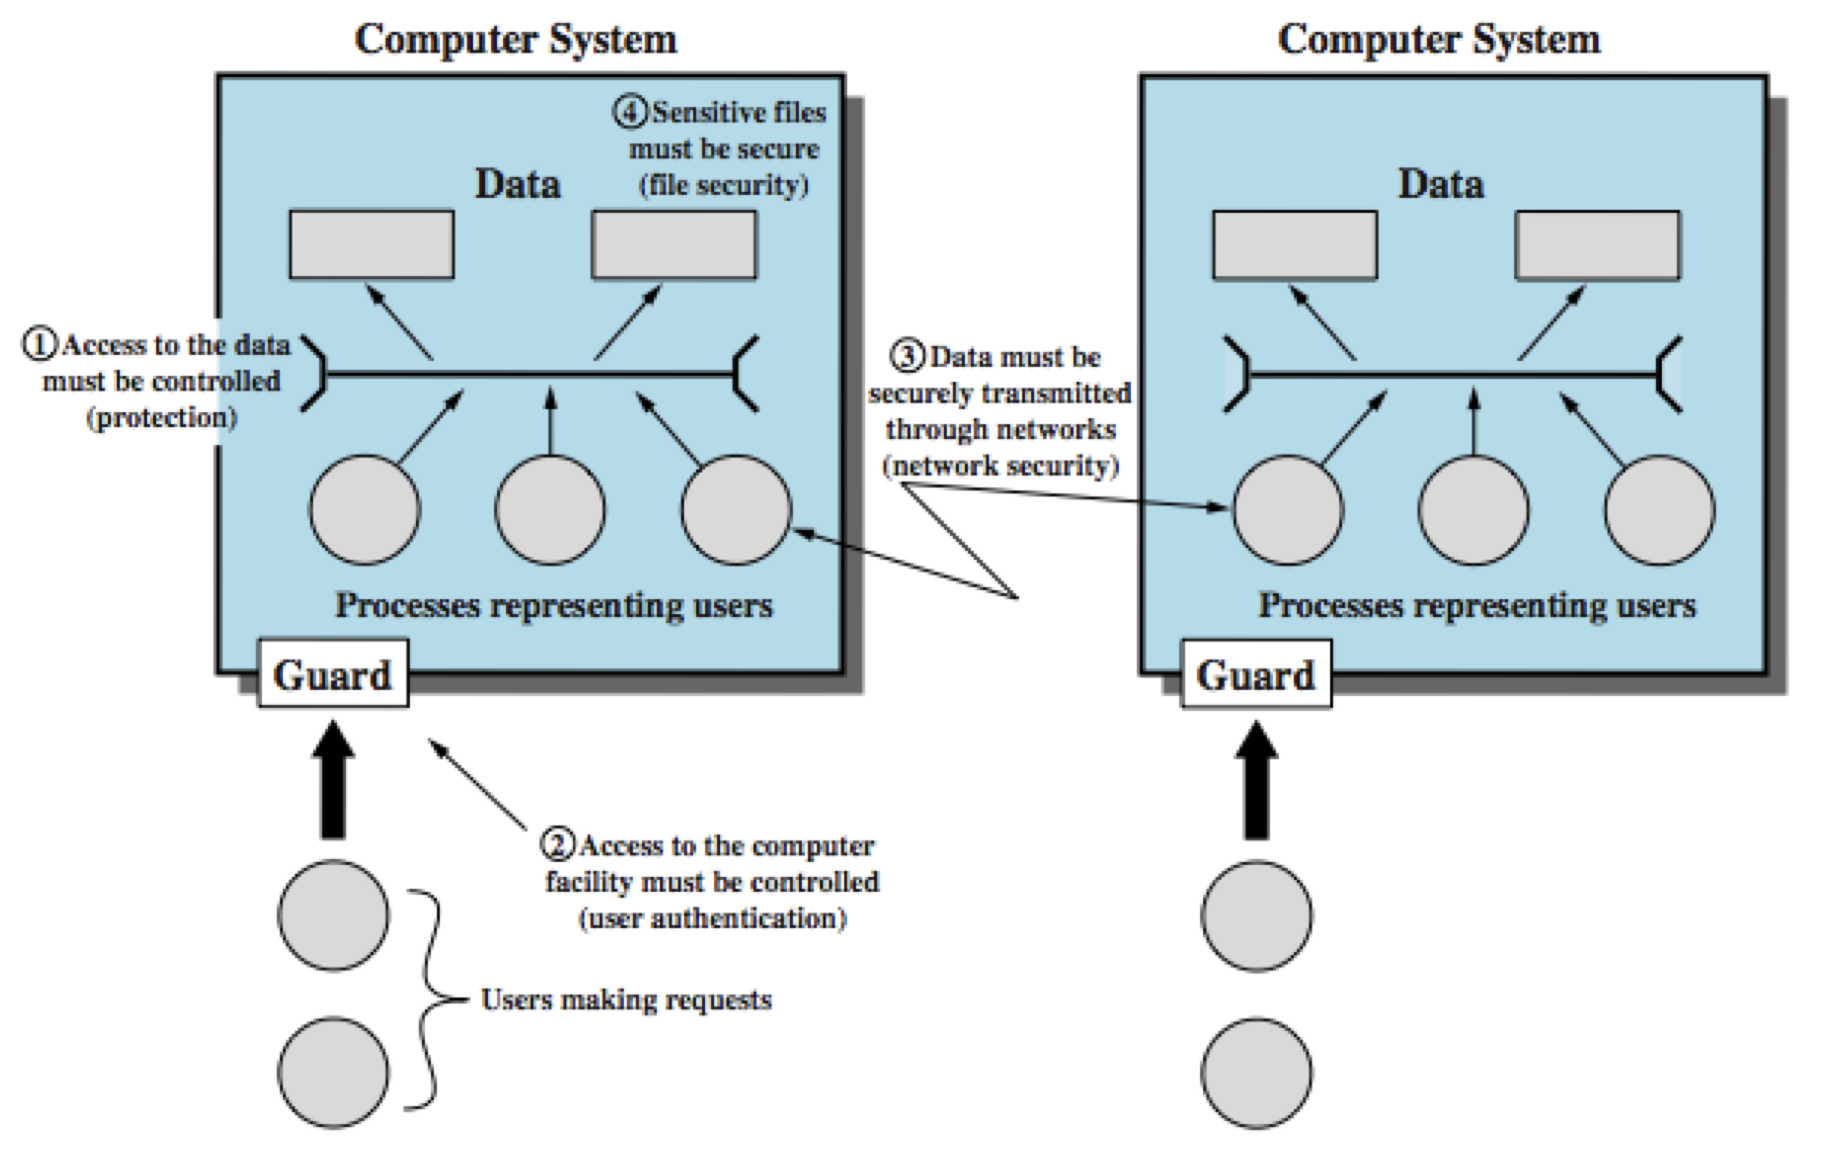 Computer System
④Sensitive files
must be secure
(file security)
Data
①Access to the data
must be controlled
(protection)
Processes representing users
Guard
③Data must be
securely transmitted
through networks
(network security)
②Access to the computer
facility must be controlled
(user authentication)
Users making requests
Computer System
Data
Processes representing users
Guard